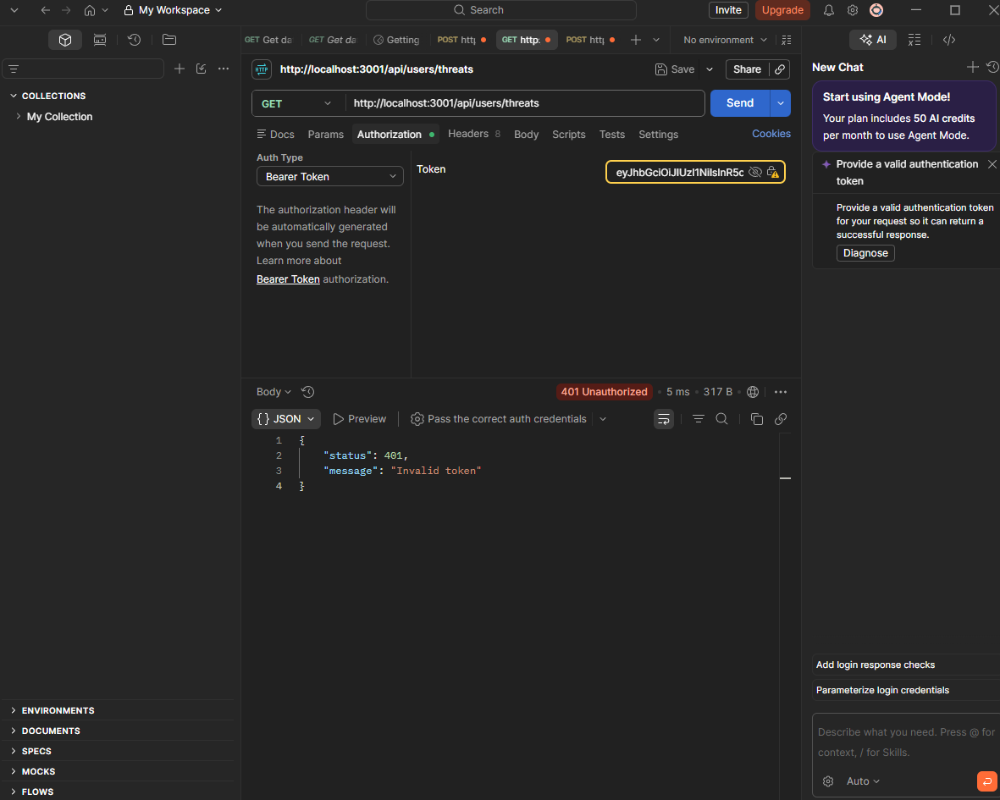 My Workspace
Search
Invite
Upgrade
GET Get da
GET Get da
Getting
POST http
GET http:
POST http
No environment
AI
http://localhost:3001/api/users/threats
Save
Share
New Chat
COLLECTIONS
My Collection
GET
http://localhost:3001/api/users/threats
Send
Start using Agent Mode!
Your plan includes 50 AI credits
per month to use Agent Mode.
Docs
Params
Authorization
Headers 8
Body
Scripts
Tests
Settings
Cookies
Auth Type
Bearer Token
Token
Provide a valid authentication
token
The authorization header will
be automatically generated
when you send the request.
Learn more about
Bearer Token authorization.
Provide a valid authentication token
for your request so it can return a
successful response.
Diagnose
Body
401 Unauthorized
5 ms
317 B
{} JSON
Preview
Pass the correct auth credentials
1 {
2 "status": 401,
3 "message": "Invalid token"
4 }
Add login response checks
Parameterize login credentials
ENVIRONMENTS
DOCUMENTS
SPECS
MOCKS
FLOWS
Describe what you need. Press @ for
context, / for Skills.
Auto